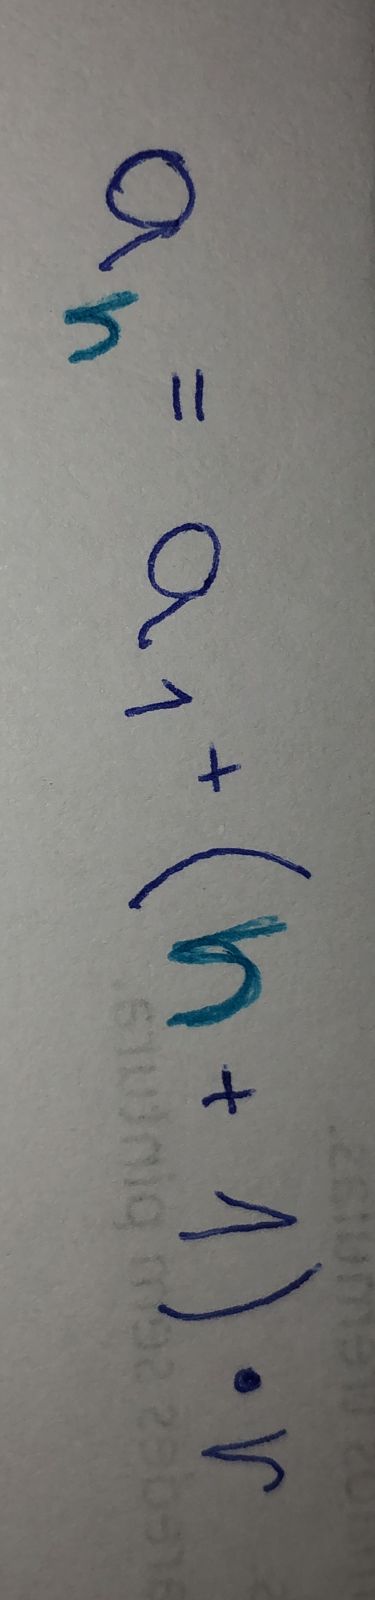 aₙ = a₁ + (n + 1) · r